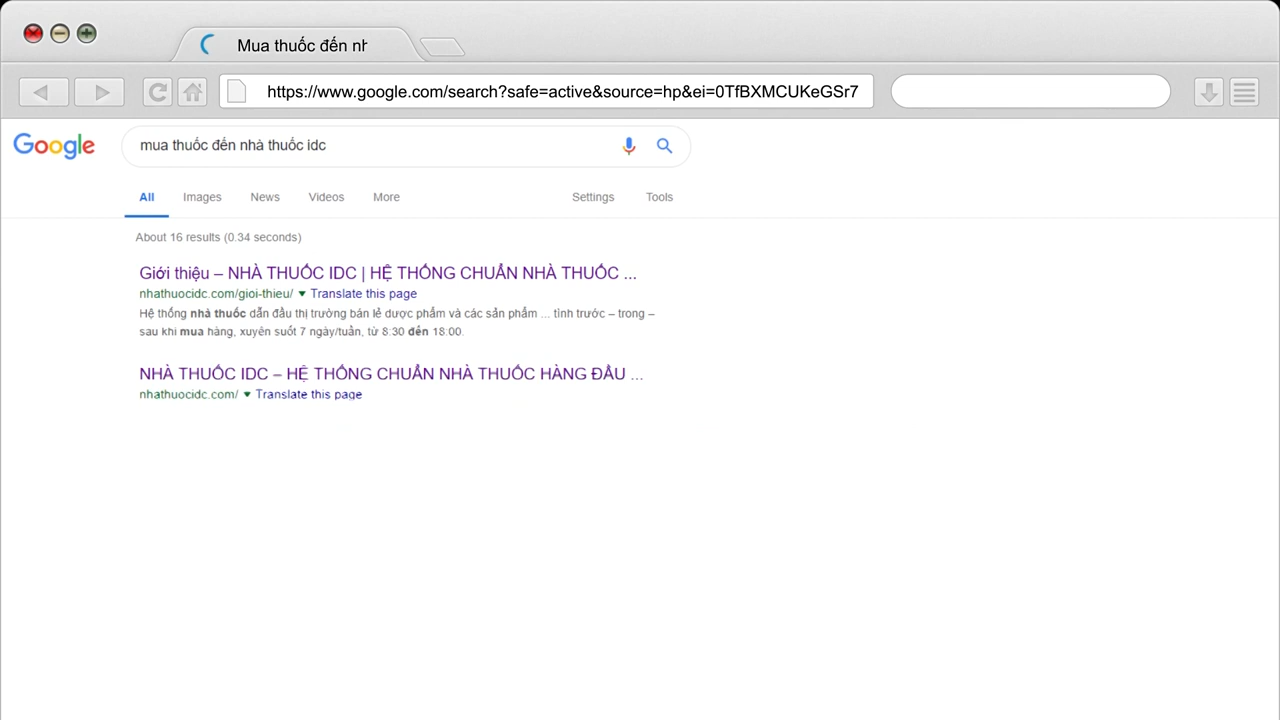 Mua thuốc đến nh
https://www.google.com/search?safe=active&source=hp&ei=0TfBXMCUKeGSr7
Google
mua thuốc đến nhà thuốc idc
All Images News Videos More Settings Tools
About 16 results (0.34 seconds)
Giới thiệu – NHÀ THUỐC IDC | HỆ THỐNG CHUẨN NHÀ THUỐC ...
nhathuocidc.com/gioi-thieu/ Translate this page
Hệ thống nhà thuốc dẫn đầu thị trường bán lẻ dược phẩm và các sản phẩm ... tình trước – trong –
sau khi mua hàng, xuyên suốt 7 ngày/tuần, từ 8:30 đến 18:00.
NHÀ THUỐC IDC – HỆ THỐNG CHUẨN NHÀ THUỐC HÀNG ĐẦU ...
nhathuocidc.com/ Translate this page